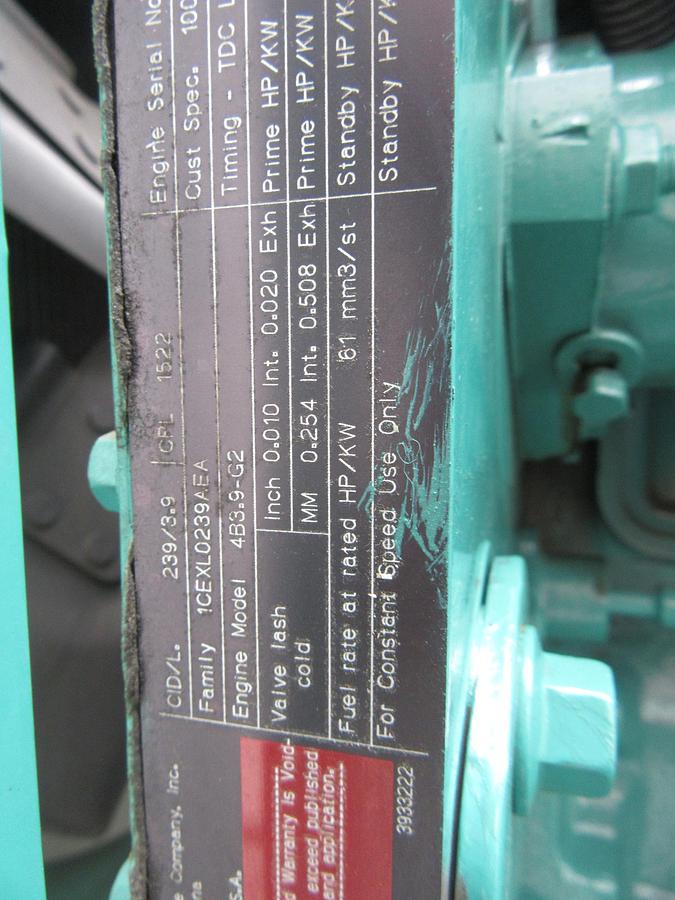 CID/L. 239/3.9 CPL 1522 Engine Serial No
Family 1CEXL0239AEA Cust Spec. 100
Engine Model 4B3.9-G2 Timing - TDC
Valve lash cold Inch 0.010 Int. 0.020 Exh Prime HP/KW
MM 0.254 Int. 0.508 Exh Prime HP/KW
Fuel rate at rated HP/KW 61 mm3/st Standby HP/K
For Constant Speed Use Only Standby HP/K
Company, Inc.
S.A.
Warranty Is Void
exceed published
and application.
3933222